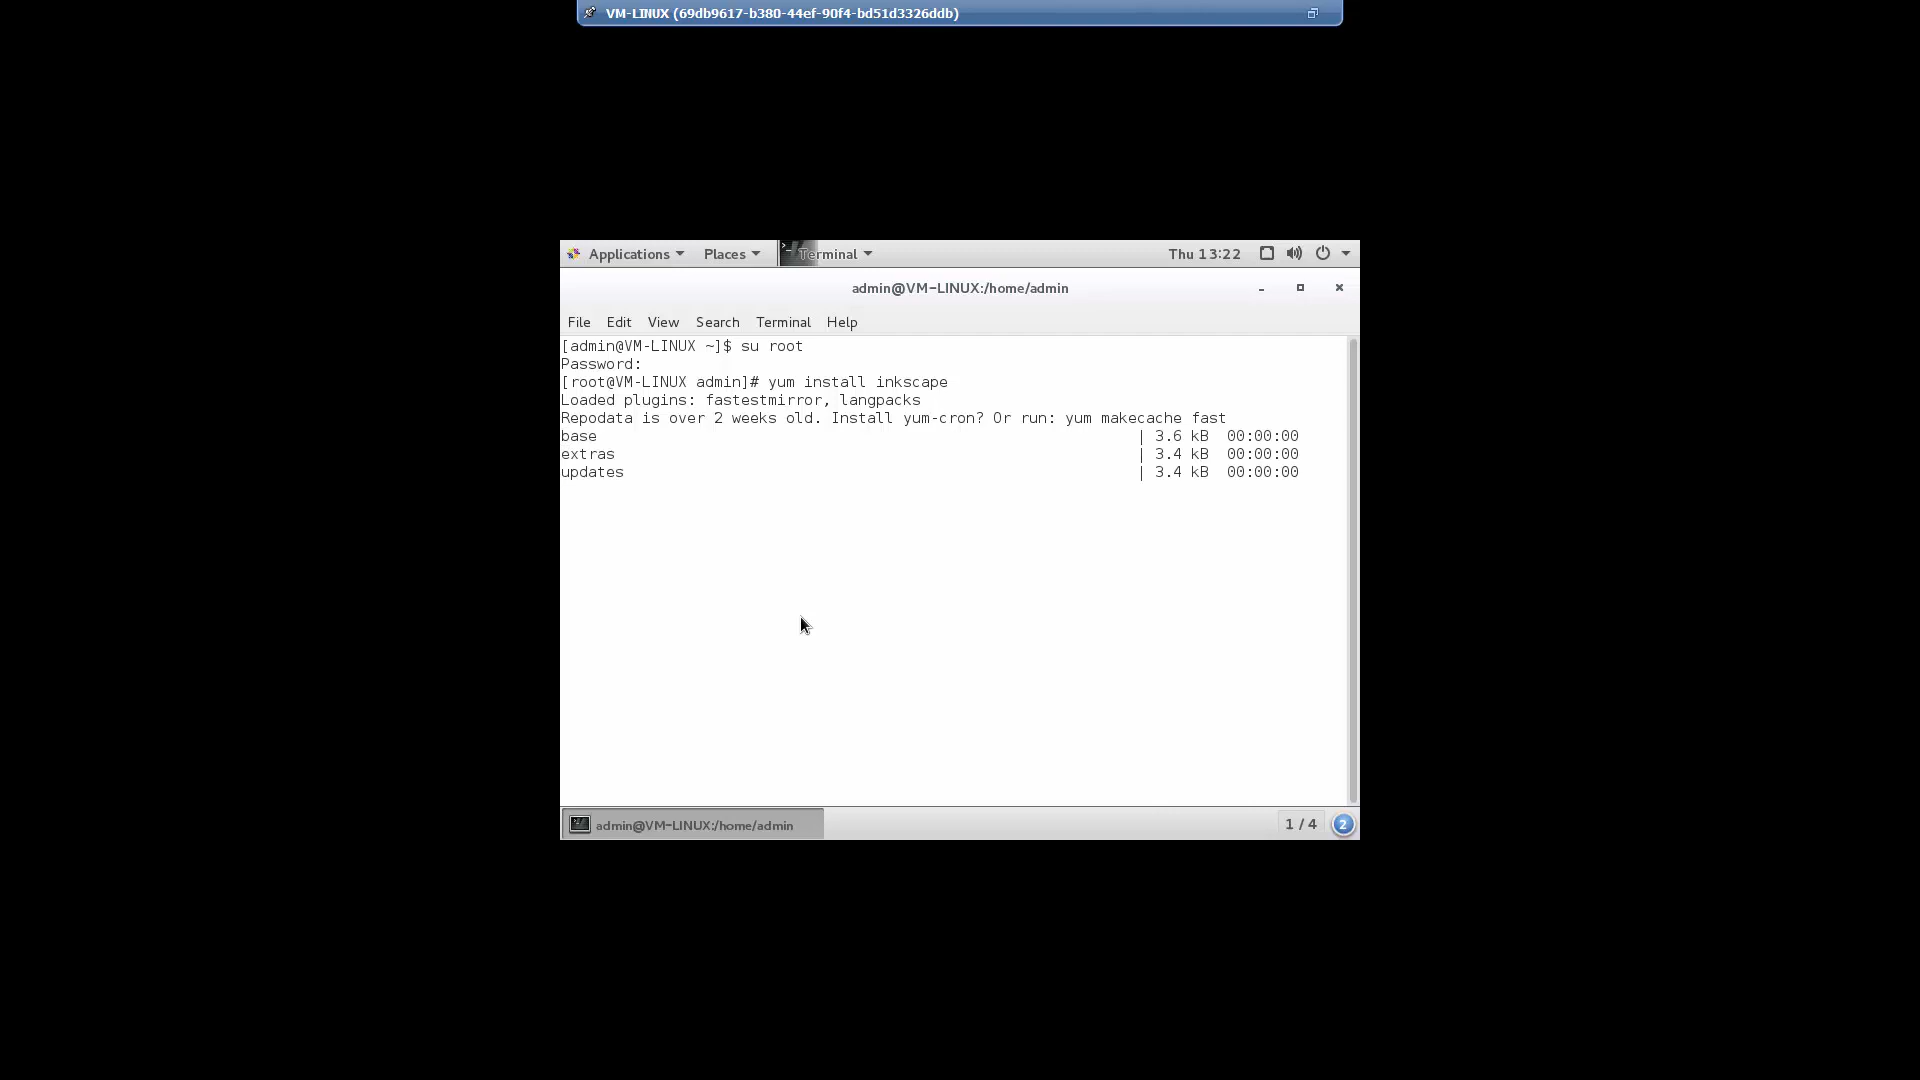 VM-LINUX (69db9617-b380-44ef-90f4-bd51d3326ddb)
Applications Places Terminal Thu 13:22
admin@VM-LINUX:/home/admin
File Edit View Search Terminal Help
[admin@VM-LINUX ~]$ su root
Password:
[root@VM-LINUX admin]# yum install inkscape
Loaded plugins: fastestmirror, langpacks
Repodata is over 2 weeks old. Install yum-cron? Or run: yum makecache fast
base | 3.6 kB 00:00:00
extras | 3.4 kB 00:00:00
updates | 3.4 kB 00:00:00
admin@VM-LINUX:/home/admin 1 / 4 2